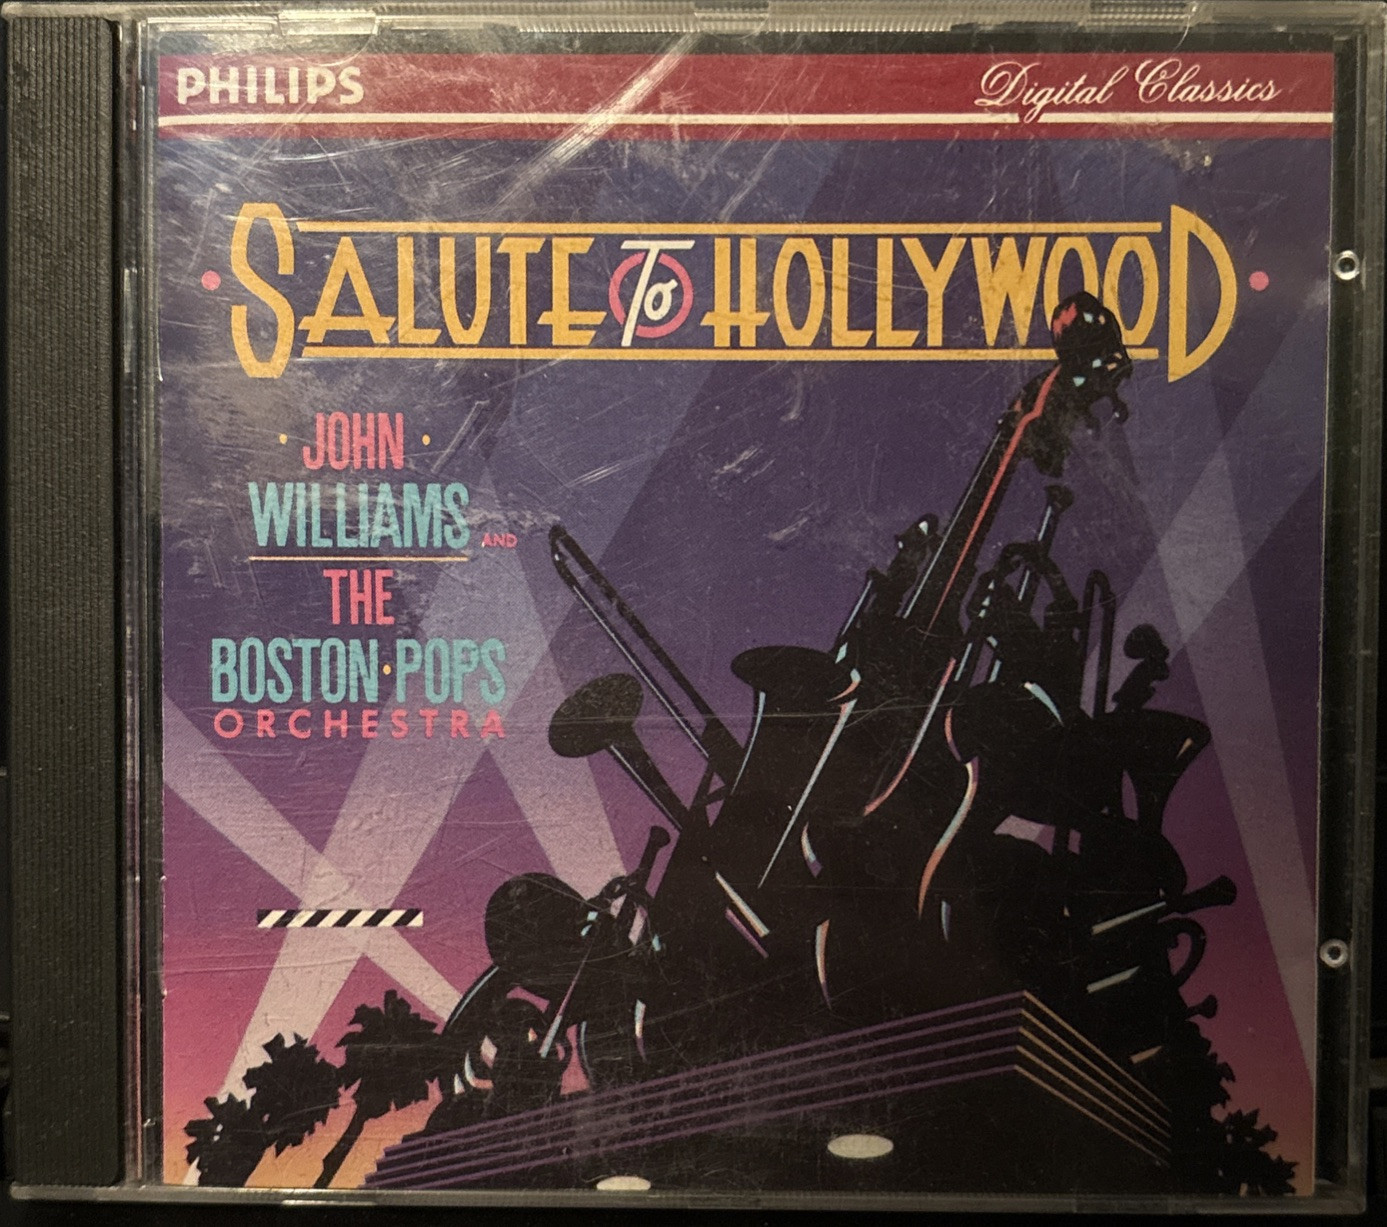 PHILIPS
Digital Classics
SALUTE To HOLLYWOOD
JOHN
WILLIAMS AND
THE
BOSTON·POPS
ORCHESTRA